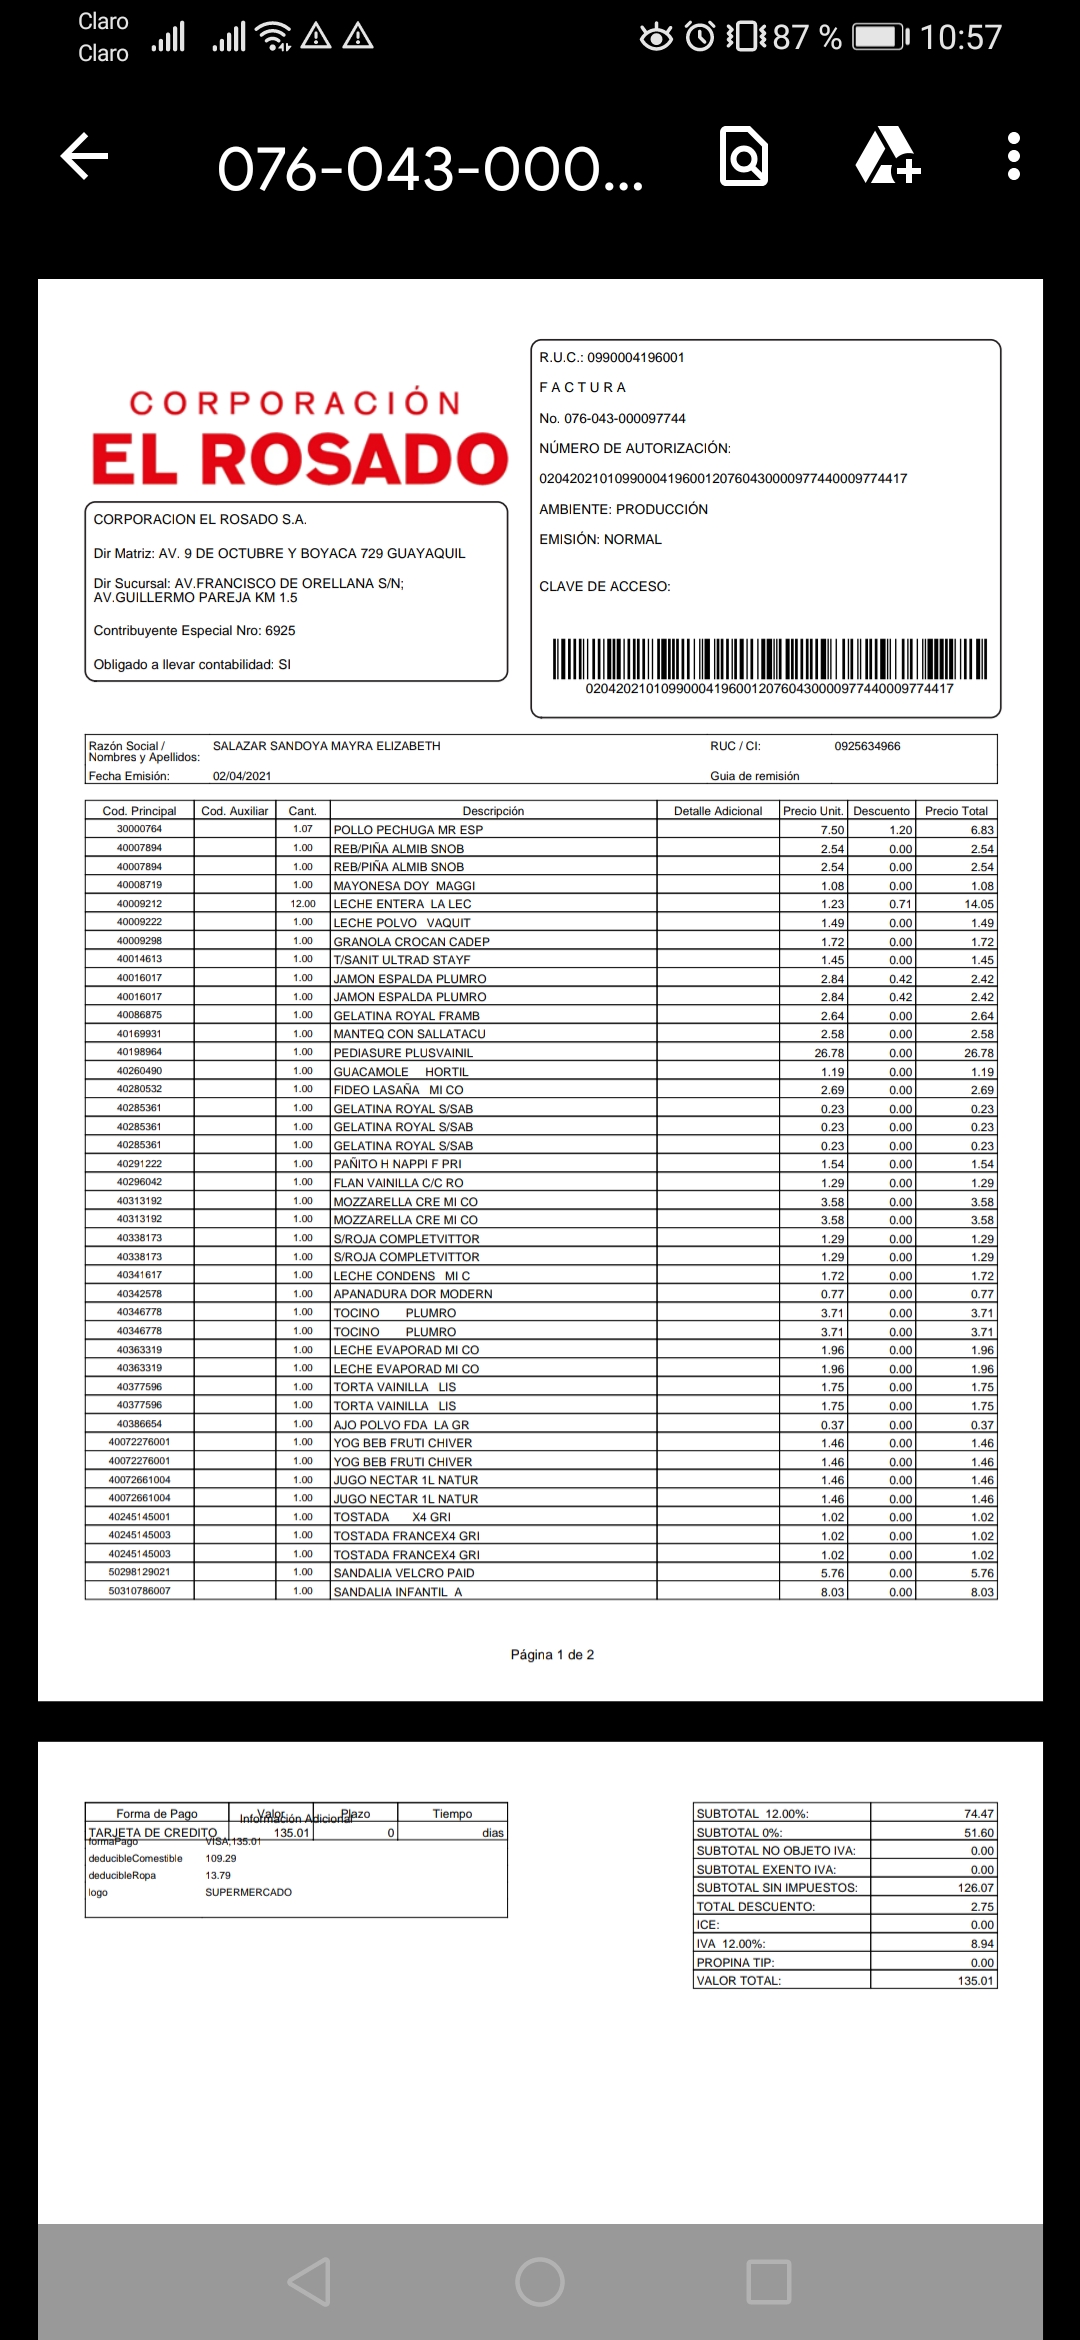 Claro
Claro
87 %
10:57
076-043-000...
CORPORACIÓN
EL ROSADO
CORPORACION EL ROSADO S.A.
Dir Matriz: AV. 9 DE OCTUBRE Y BOYACA 729 GUAYAQUIL
Dir Sucursal: AV.FRANCISCO DE ORELLANA S/N;
AV.GUILLERMO PAREJA KM 1.5
Contribuyente Especial Nro: 6925
Obligado a llevar contabilidad: SI
R.U.C.: 0990004196001
F A C T U R A
No. 076-043-000097744
NÚMERO DE AUTORIZACIÓN:
0204202101099000419600120760430000977440009774417
AMBIENTE: PRODUCCIÓN
EMISIÓN: NORMAL
CLAVE DE ACCESO:
0204202101099000419600120760430000977440009774417
Razón Social / Nombres y Apellidos: SALAZAR SANDOYA MAYRA ELIZABETH RUC / CI: 0925634966
Fecha Emisión: 02/04/2021 Guia de remisión
Cod. Principal Cod. Auxiliar Cant. Descripción Detalle Adicional Precio Unit. Descuento Precio Total
30000764 1.07 POLLO PECHUGA MR ESP 7.50 1.20 6.83
40007894 1.00 REB/PIÑA ALMIB SNOB 2.54 0.00 2.54
40007894 1.00 REB/PIÑA ALMIB SNOB 2.54 0.00 2.54
40008719 1.00 MAYONESA DOY MAGGI 1.08 0.00 1.08
40009212 12.00 LECHE ENTERA LA LEC 1.23 0.71 14.05
40009222 1.00 LECHE POLVO VAQUIT 1.49 0.00 1.49
40009298 1.00 GRANOLA CROCAN CADEP 1.72 0.00 1.72
40014613 1.00 T/SANIT ULTRAD STAYF 1.45 0.00 1.45
40016017 1.00 JAMON ESPALDA PLUMRO 2.84 0.42 2.42
40016017 1.00 JAMON ESPALDA PLUMRO 2.84 0.42 2.42
40086875 1.00 GELATINA ROYAL FRAMB 2.64 0.00 2.64
40169931 1.00 MANTEQ CON SALLATACU 2.58 0.00 2.58
40198964 1.00 PEDIASURE PLUSVAINIL 26.78 0.00 26.78
40260490 1.00 GUACAMOLE HORTIL 1.19 0.00 1.19
40280532 1.00 FIDEO LASAÑA MI CO 2.69 0.00 2.69
40285361 1.00 GELATINA ROYAL S/SAB 0.23 0.00 0.23
40285361 1.00 GELATINA ROYAL S/SAB 0.23 0.00 0.23
40285361 1.00 GELATINA ROYAL S/SAB 0.23 0.00 0.23
40291222 1.00 PAÑITO H NAPPI F PRI 1.54 0.00 1.54
40296042 1.00 FLAN VAINILLA C/C RO 1.29 0.00 1.29
40313192 1.00 MOZZARELLA CRE MI CO 3.58 0.00 3.58
40313192 1.00 MOZZARELLA CRE MI CO 3.58 0.00 3.58
40338173 1.00 S/ROJA COMPLETVITTOR 1.29 0.00 1.29
40338173 1.00 S/ROJA COMPLETVITTOR 1.29 0.00 1.29
40341617 1.00 LECHE CONDENS MI C 1.72 0.00 1.72
40342578 1.00 APANADURA DOR MODERN 0.77 0.00 0.77
40346778 1.00 TOCINO PLUMRO 3.71 0.00 3.71
40346778 1.00 TOCINO PLUMRO 3.71 0.00 3.71
40363319 1.00 LECHE EVAPORAD MI CO 1.96 0.00 1.96
40363319 1.00 LECHE EVAPORAD MI CO 1.96 0.00 1.96
40377596 1.00 TORTA VAINILLA LIS 1.75 0.00 1.75
40377596 1.00 TORTA VAINILLA LIS 1.75 0.00 1.75
40386654 1.00 AJO POLVO FDA LA GR 0.37 0.00 0.37
40072276001 1.00 YOG BEB FRUTI CHIVER 1.46 0.00 1.46
40072276001 1.00 YOG BEB FRUTI CHIVER 1.46 0.00 1.46
40072661004 1.00 JUGO NECTAR 1L NATUR 1.46 0.00 1.46
40072661004 1.00 JUGO NECTAR 1L NATUR 1.46 0.00 1.46
40245145001 1.00 TOSTADA X4 GRI 1.02 0.00 1.02
40245145003 1.00 TOSTADA FRANCEX4 GRI 1.02 0.00 1.02
40245145003 1.00 TOSTADA FRANCEX4 GRI 1.02 0.00 1.02
50298129021 1.00 SANDALIA VELCRO PAID 5.76 0.00 5.76
50310786007 1.00 SANDALIA INFANTIL A 8.03 0.00 8.03
Página 1 de 2
Forma de Pago Valor Plazo Tiempo
Información Adicional
TARJETA DE CREDITO 135.01 0 dias
formaPago VISA;135.01
deducibleComestible 109.29
deducibleRopa 13.79
logo SUPERMERCADO
SUBTOTAL 12.00%: 74.47
SUBTOTAL 0%: 51.60
SUBTOTAL NO OBJETO IVA: 0.00
SUBTOTAL EXENTO IVA: 0.00
SUBTOTAL SIN IMPUESTOS: 126.07
TOTAL DESCUENTO: 2.75
ICE: 0.00
IVA 12.00%: 8.94
PROPINA TIP: 0.00
VALOR TOTAL: 135.01